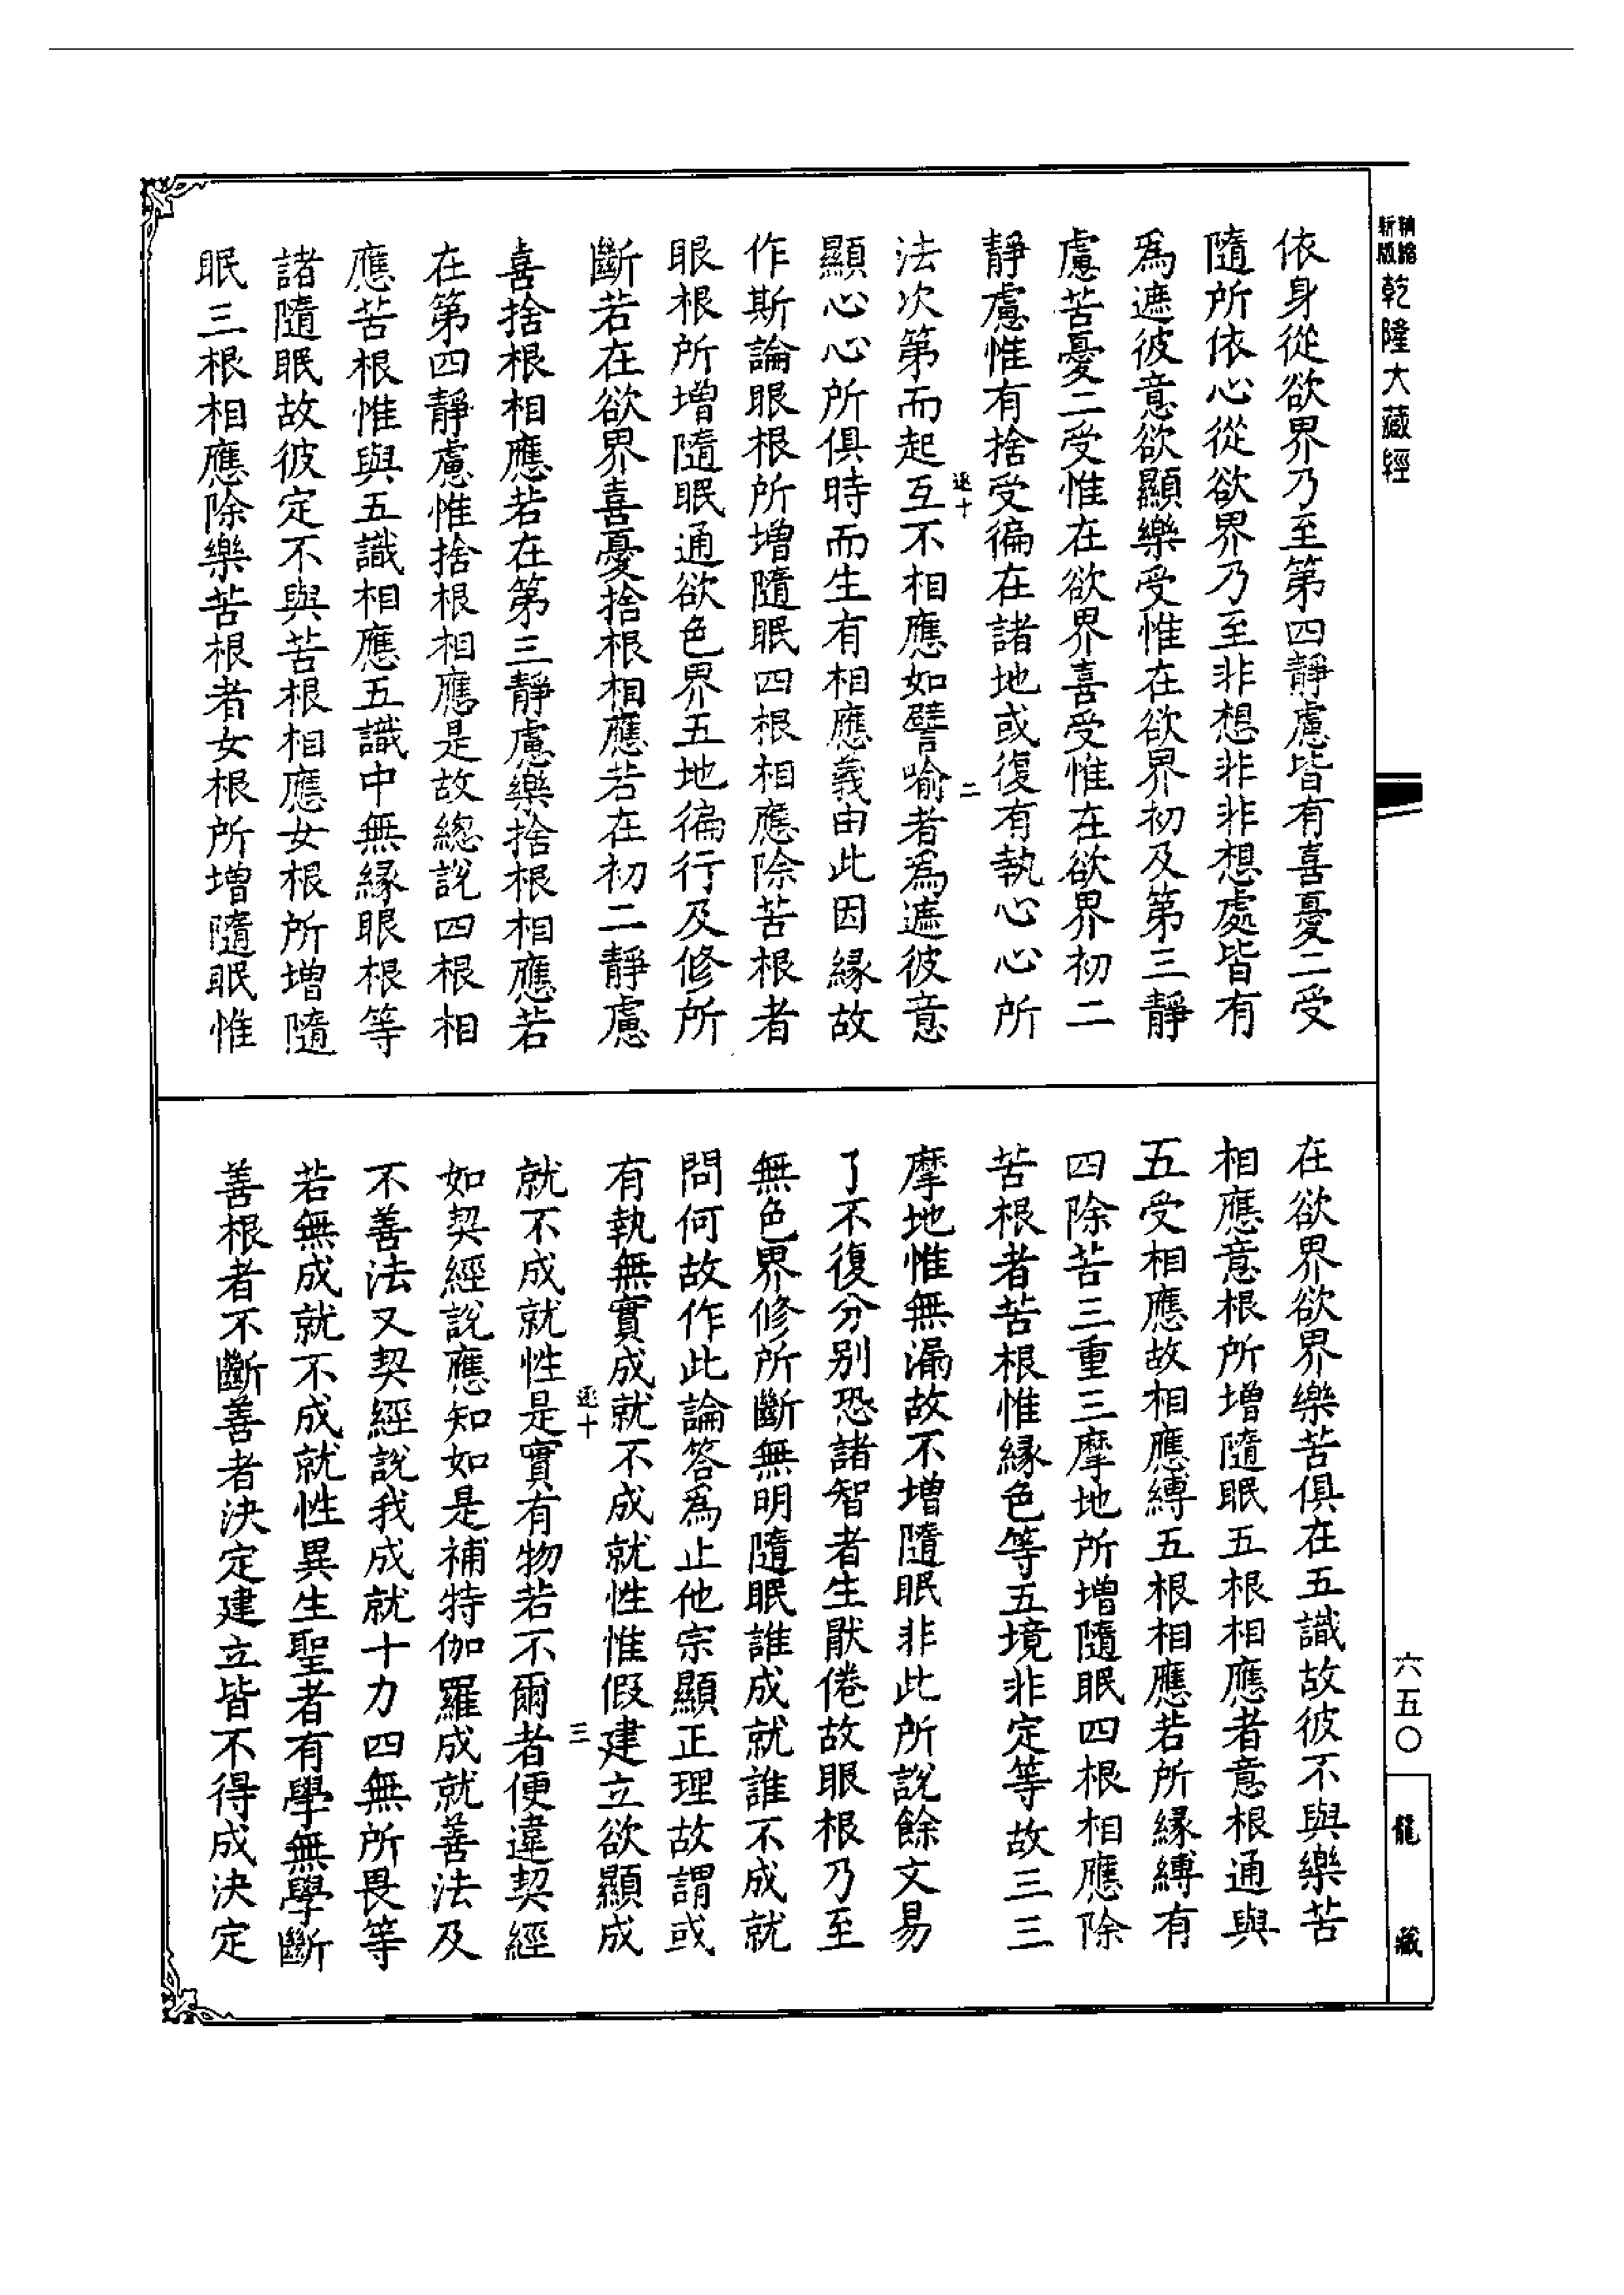 精縮新版乾隆大藏經
依身從欲界乃至第四靜慮皆有喜憂二受
隨所依心從欲界乃至非想非非想處皆有
爲遮彼意欲顯樂受惟在欲界初及第三靜
慮苦憂二受惟在欲界喜受惟在欲界初二
靜慮惟有捨受徧在諸地或復有執心心所
法次第而起互不相應如譬喻者爲遮彼意
顯心心所俱時而生有相應義由此因緣故
作斯論眼根所增隨眠四根相應除苦根者
眼根所增隨眠通欲色界五地徧行及修所
斷若在欲界喜憂捨根相應若在初二靜慮
喜捨根相應若在第三靜慮樂捨根相應若
在第四靜慮惟捨根相應是故總說四根相
應苦根惟與五識相應五識中無緣眼根等
諸隨眠故彼定不與苦根相應女根所增隨
眠三根相應除樂苦根者女根所增隨眠惟
在欲界欲界樂苦俱在五識故彼不與樂苦
相應意根所增隨眠五根相應者意根通與
五受相應故相應縛五根相應若所緣縛有
四除苦三重三摩地所增隨眠四根相應除
苦根者苦根惟緣色等五境非定等故三三
摩地惟無漏故不增隨眠非此所說餘文易
了不復分別恐諸智者生厭倦故眼根乃至
無色界修所斷無明隨眠誰成就誰不成就
問何故作此論答爲止他宗顯正理故謂或
有執無實成就不成就性惟假建立欲顯成
就不成就性是實有物若不爾者便違契經
如契經說應知如是補特伽羅成就善法及
不善法又契經說我成就十力四無所畏等
若無成就不成就性異生聖者有學無學斷
善根者不斷善者決定建立皆不得成決定
逐十
二
逐十
三
六五〇
龍藏